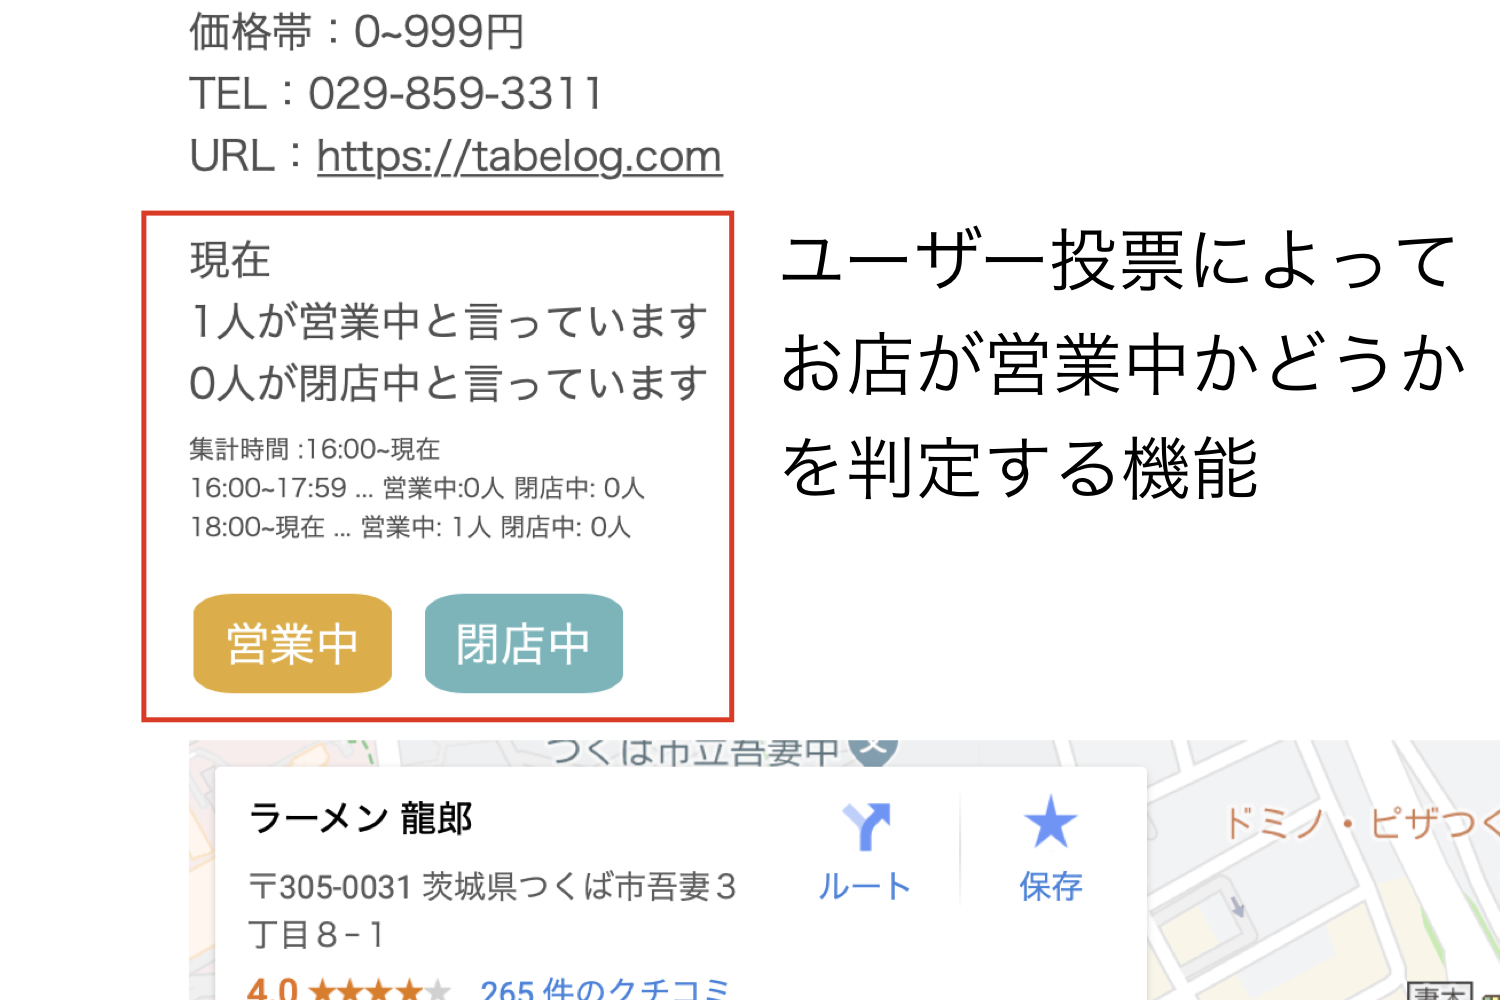 価格帯：0~999円
TEL：029-859-3311
URL：https://tabelog.com
現在
1人が営業中と言っています
0人が閉店中と言っています
集計時間 :16:00~現在
16:00~17:59 ... 営業中:0人 閉店中: 0人
18:00~現在 ... 営業中: 1人 閉店中: 0人
営業中 閉店中
ユーザー投票によって
お店が営業中かどうか
を判定する機能
つくば市立吾妻中
ラーメン 龍郎
〒305-0031 茨城県つくば市吾妻３
丁目８−１
4.0 265 件のクチコミ
ルート
保存
ドミノ・ピザつく